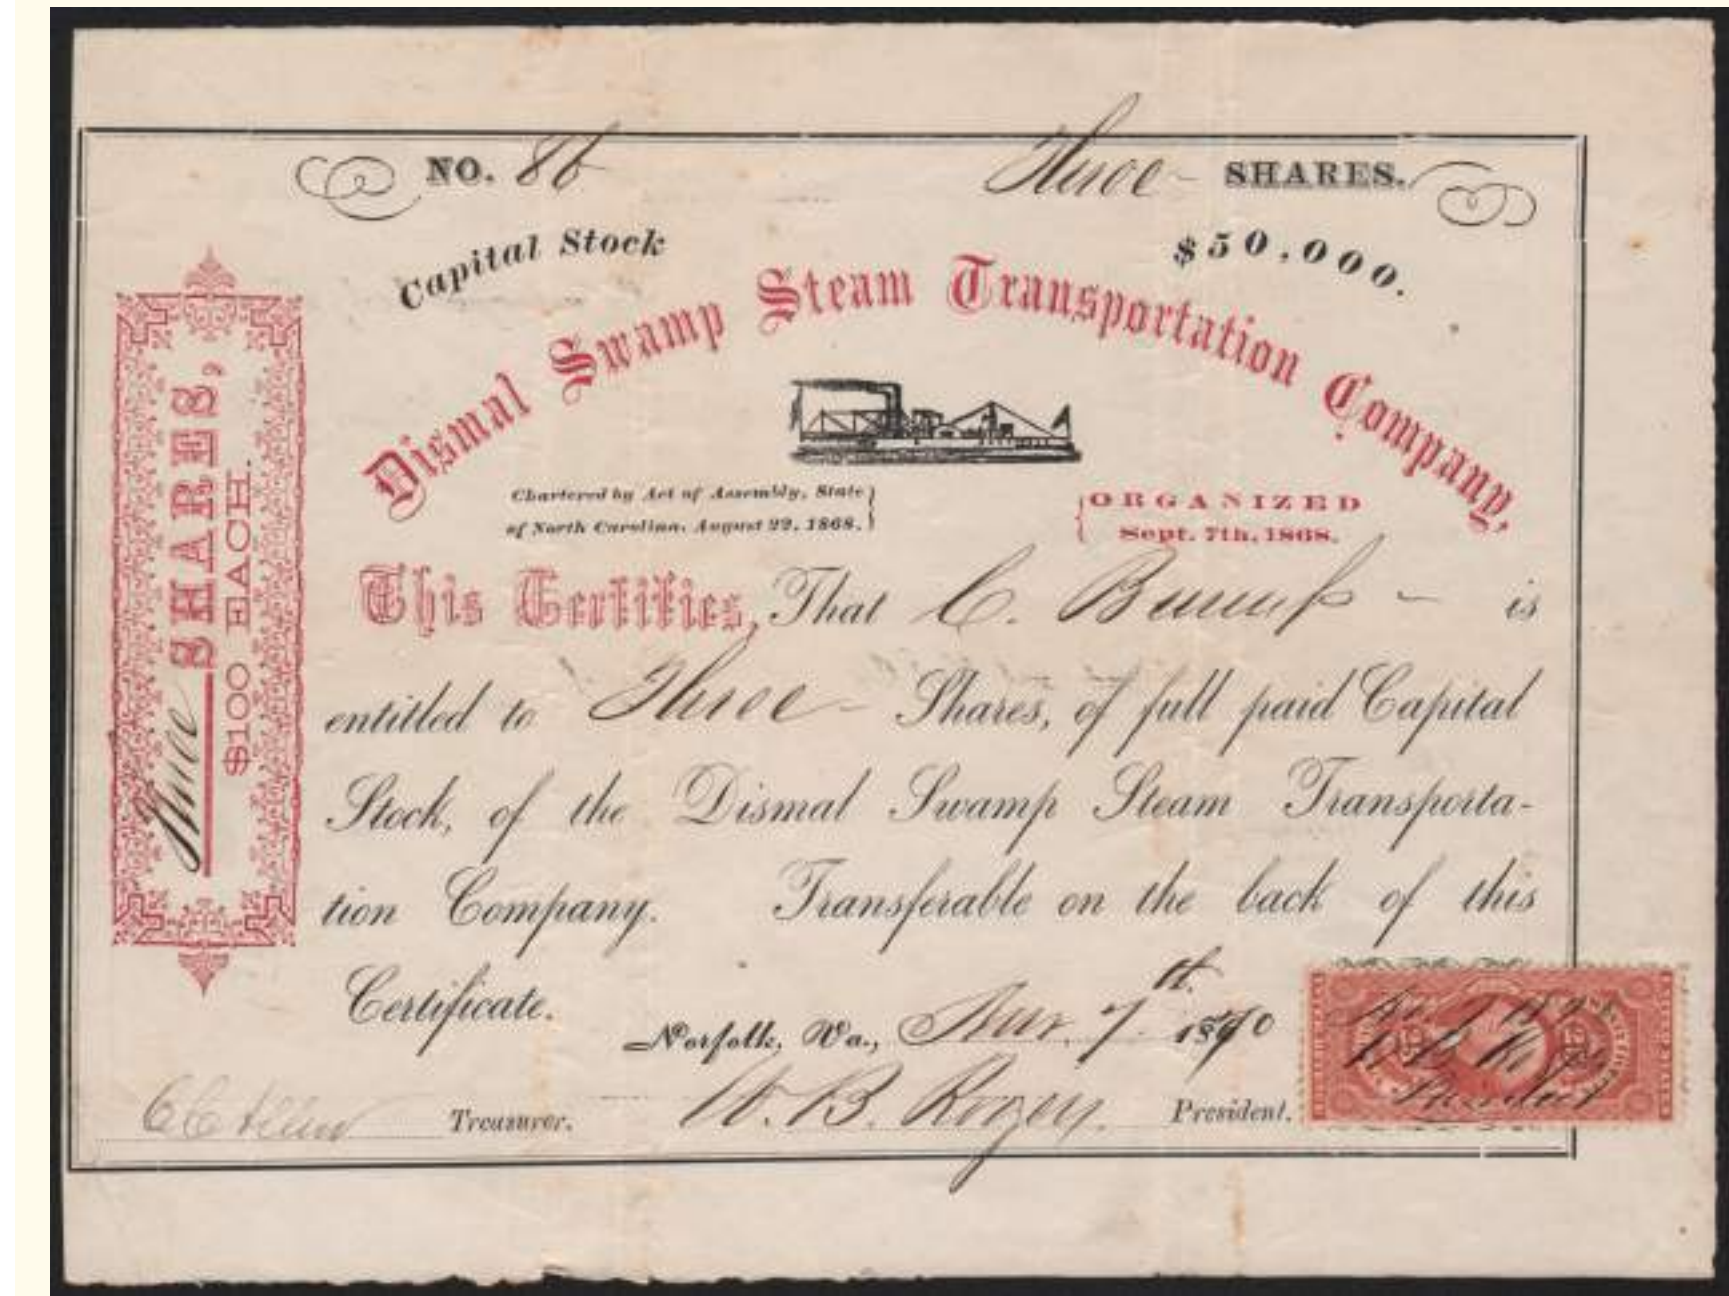 NO. 86 Three SHARES.
Capital Stock $50,000.
Dismal Swamp Steam Transportation Company,
Chartered by Act of Assembly, State
of North Carolina, August 22, 1868.
ORGANIZED
Sept. 7th, 1868.
This Certifies, That C. is
entitled to Three Shares, of full paid Capital
Stock, of the Dismal Swamp Steam Transporta-
tion Company. Transferable on the back of this
Certificate.
Norfolk, Va., 7th 1870
Treasurer. W. B. Rogers President.
Three SHARES,
$100 EACH.